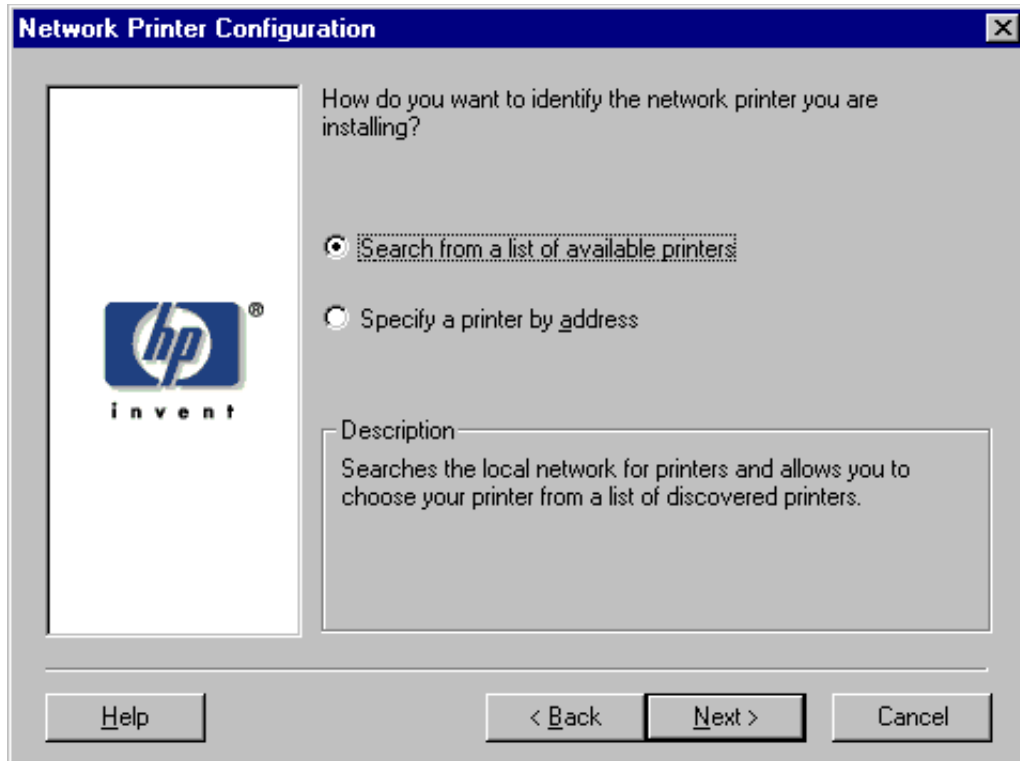 Network Printer Configuration
How do you want to identify the network printer you are
installing?
Search from a list of available printers
Specify a printer by address
hp
®
invent
Description
Searches the local network for printers and allows you to
choose your printer from a list of discovered printers.
Help
< Back
Next >
Cancel